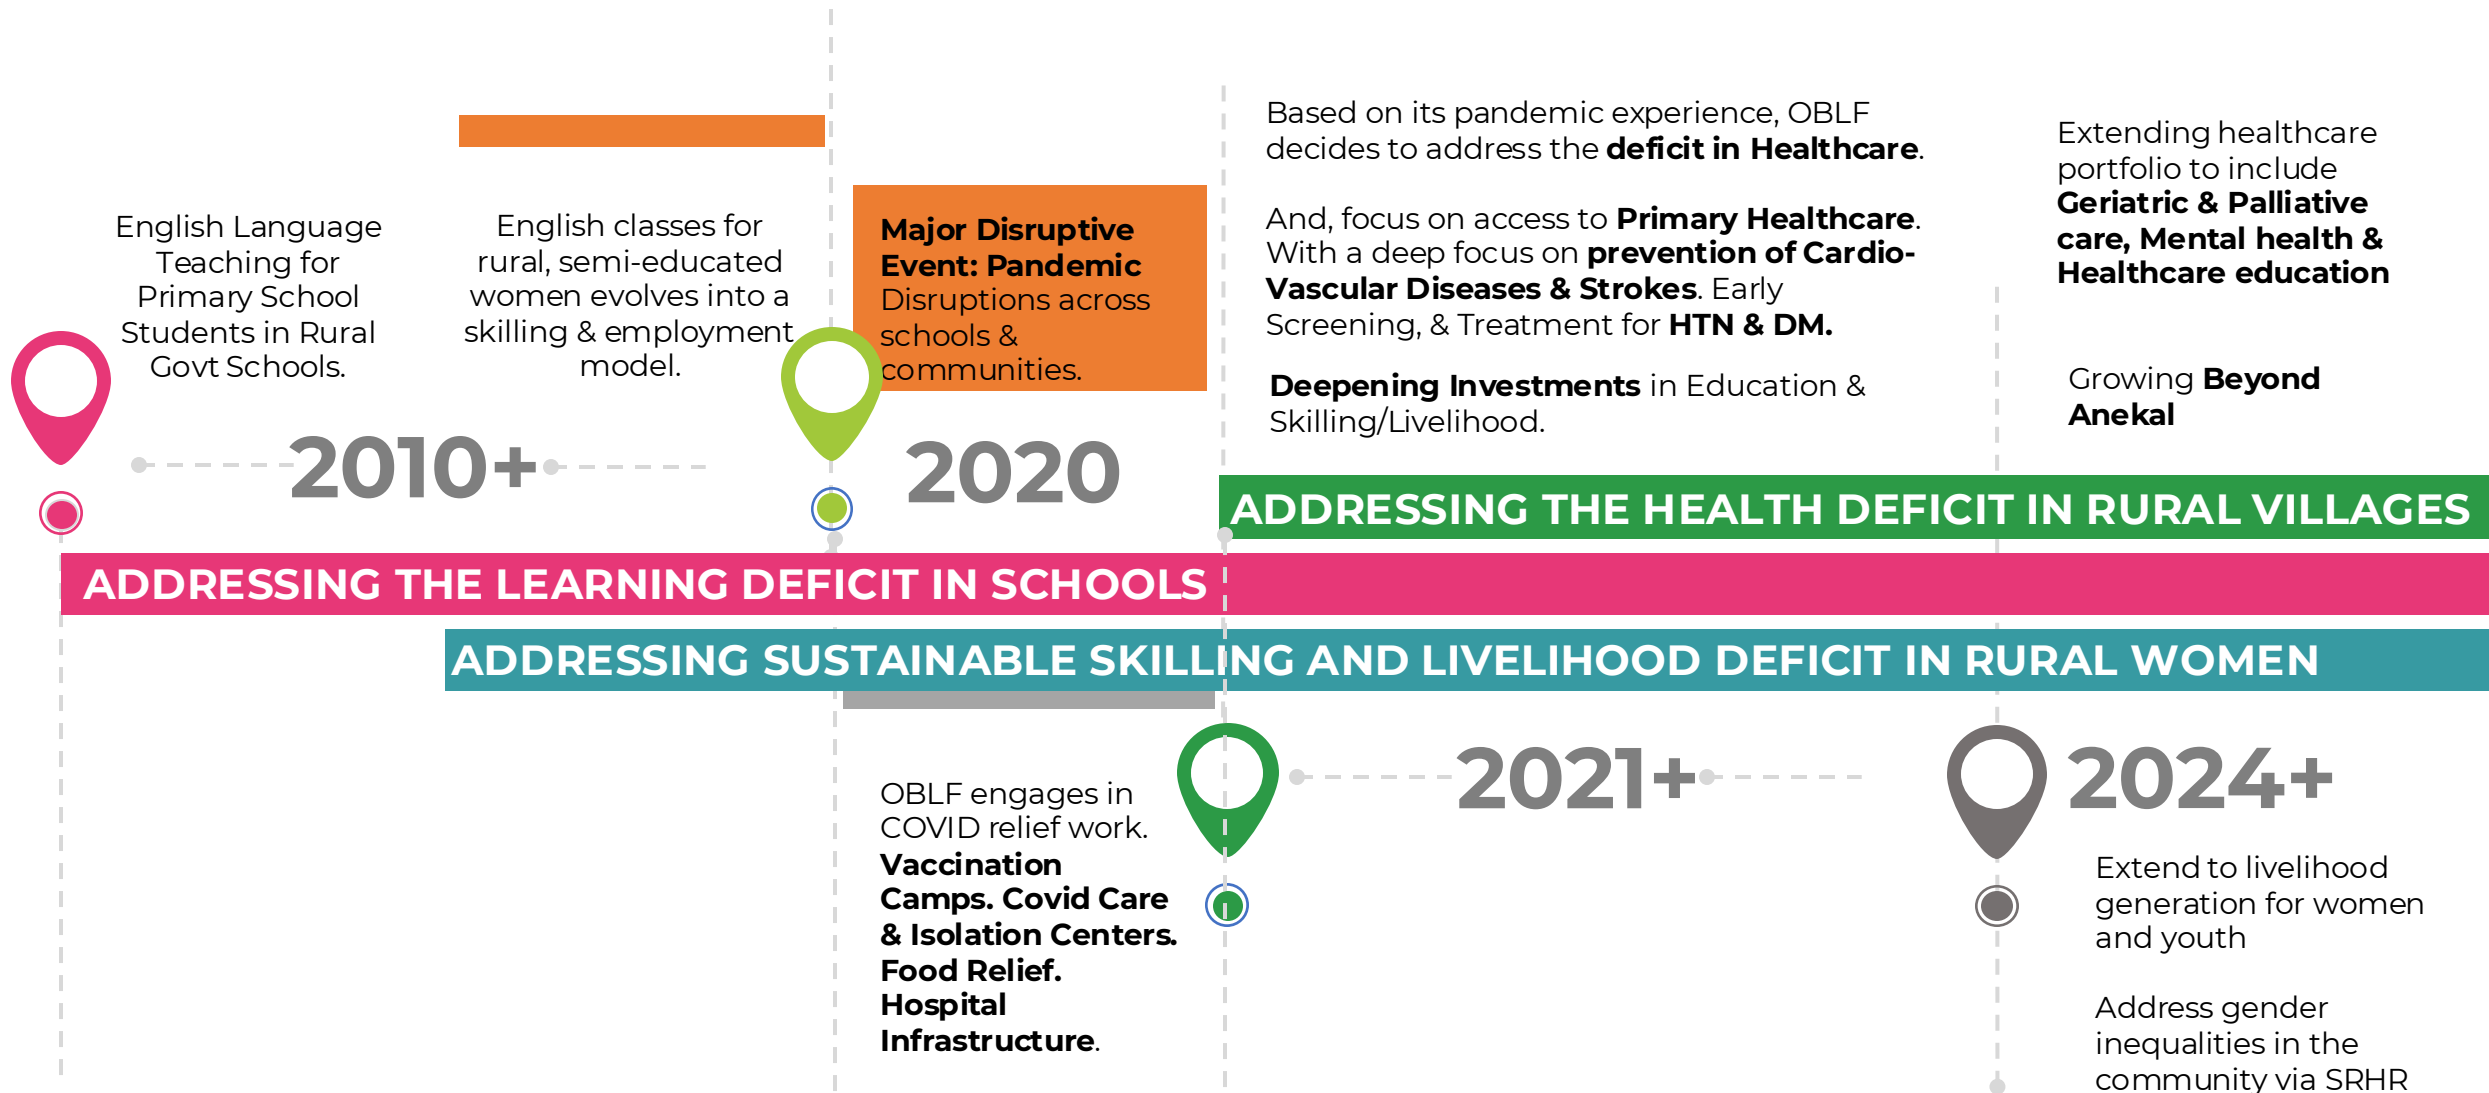 English Language
Teaching for
Primary School
Students in Rural
Govt Schools.
English classes for
rural, semi-educated
women evolves into a
skilling & employment
model.
2010+
Major Disruptive
Event: Pandemic
Disruptions across
schools &
communities.
2020
Based on its pandemic experience, OBLF
decides to address the deficit in Healthcare.
And, focus on access to Primary Healthcare.
With a deep focus on prevention of Cardio-
Vascular Diseases & Strokes. Early
Screening, & Treatment for HTN & DM.
Deepening Investments in Education &
Skilling/Livelihood.
Extending healthcare
portfolio to include
Geriatric & Palliative
care, Mental health &
Healthcare education
Growing Beyond
Anekal
ADDRESSING THE HEALTH DEFICIT IN RURAL VILLAGES
ADDRESSING THE LEARNING DEFICIT IN SCHOOLS
ADDRESSING SUSTAINABLE SKILLING AND LIVELIHOOD DEFICIT IN RURAL WOMEN
OBLF engages in
COVID relief work.
Vaccination
Camps. Covid Care
& Isolation Centers.
Food Relief.
Hospital
Infrastructure.
2021+
2024+
Extend to livelihood
generation for women
and youth
Address gender
inequalities in the
community via SRHR